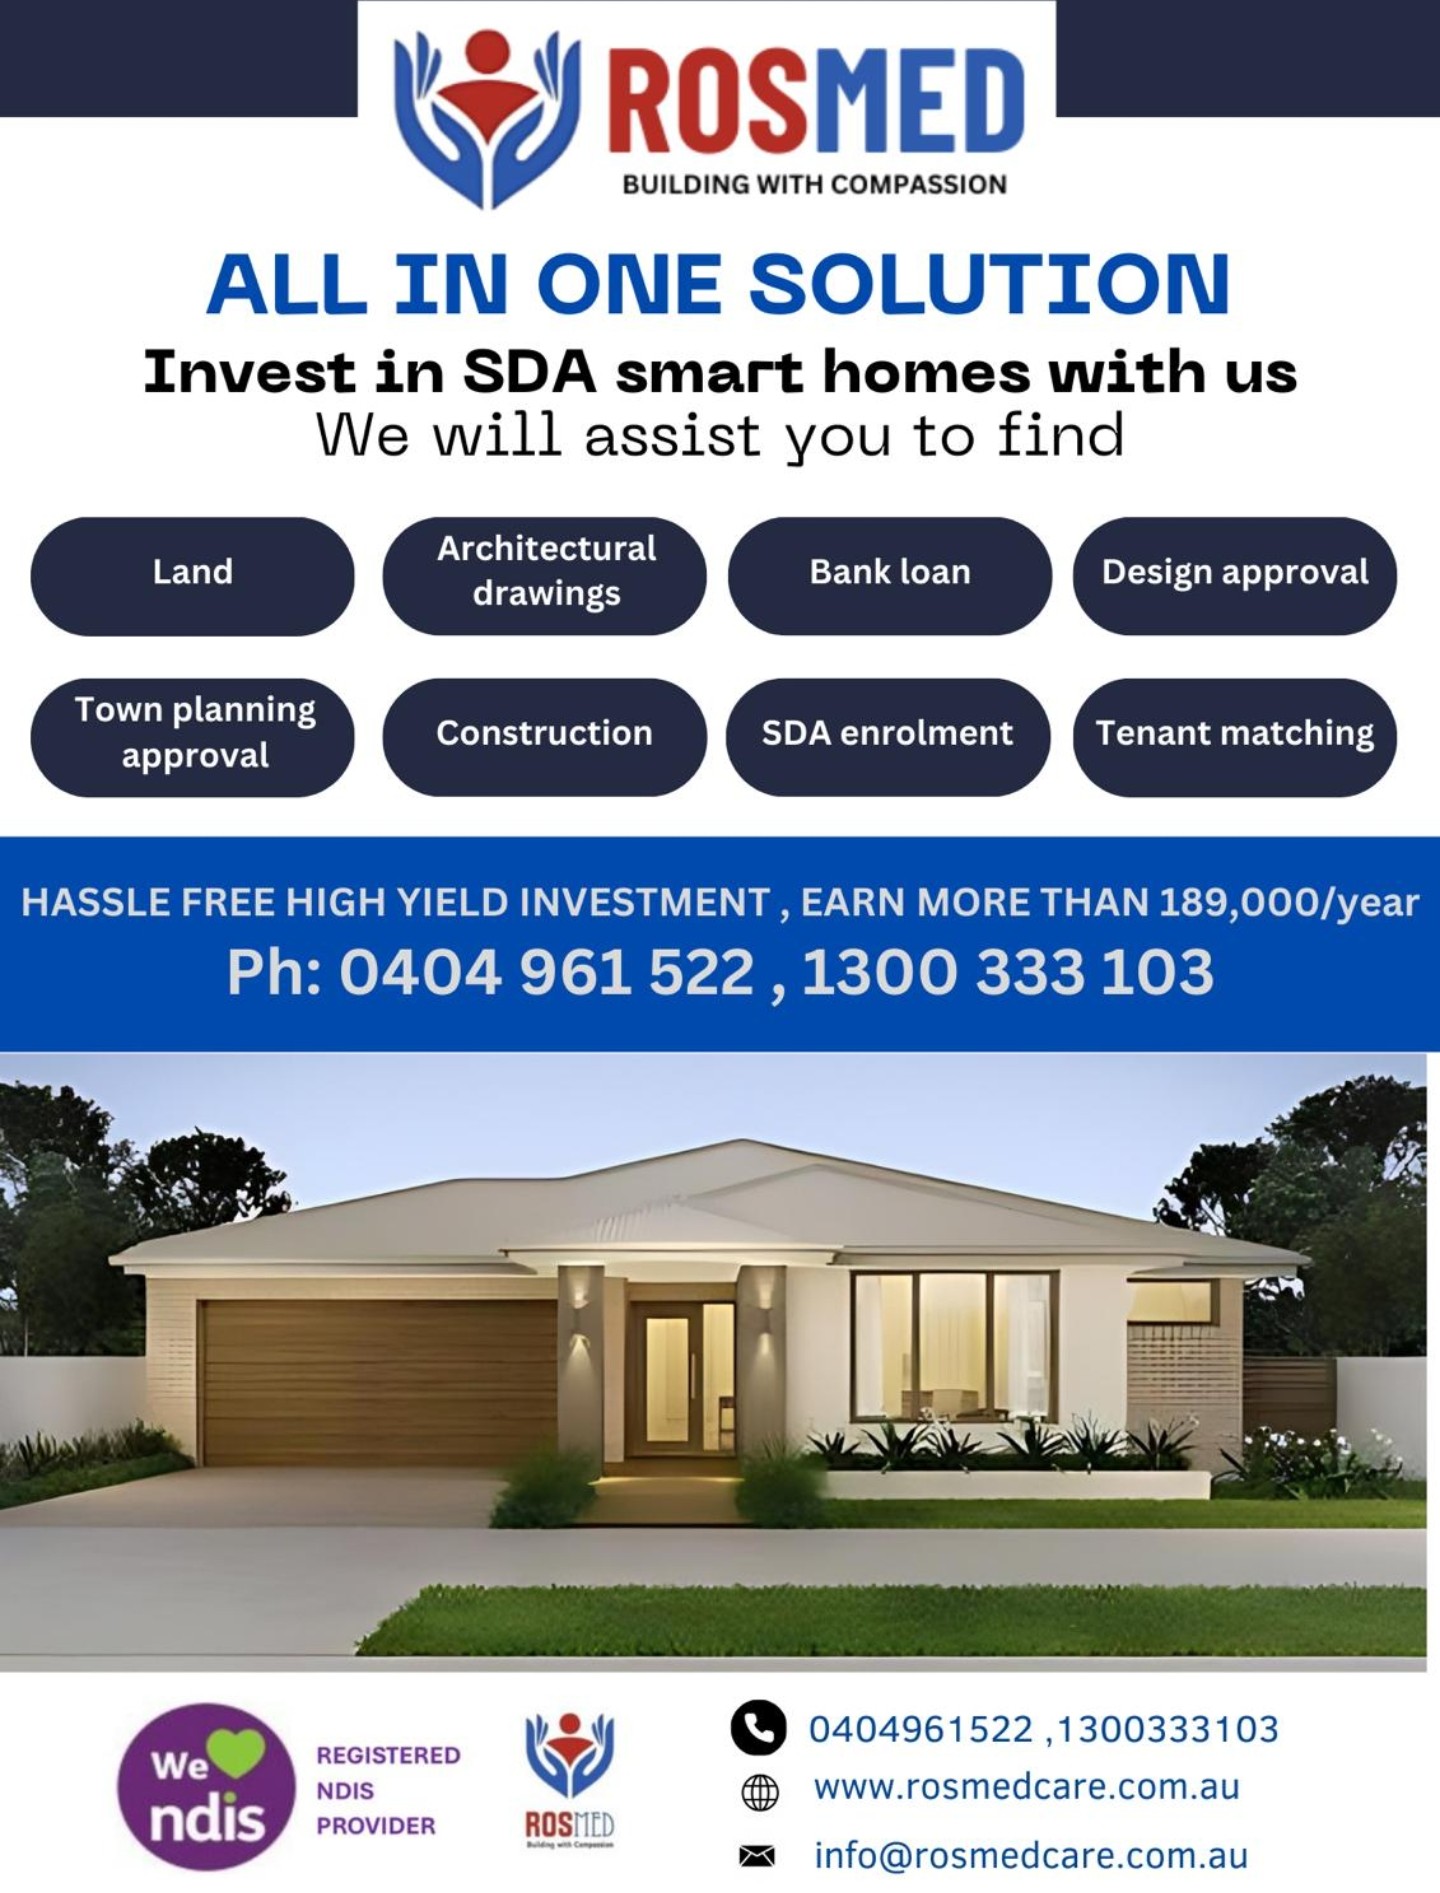 ROSMED
BUILDING WITH COMPASSION
ALL IN ONE SOLUTION
Invest in SDA smart homes with us
We will assist you to find
Land
Architectural
drawings
Bank loan
Design approval
Town planning
approval
Construction
SDA enrolment
Tenant matching
HASSLE FREE HIGH YIELD INVESTMENT , EARN MORE THAN 189,000/year
Ph: 0404 961 522 , 1300 333 103
We
ndis
REGISTERED
NDIS
PROVIDER
ROSMED
Building with Compassion
0404961522 ,1300333103
www.rosmedcare.com.au
info@rosmedcare.com.au